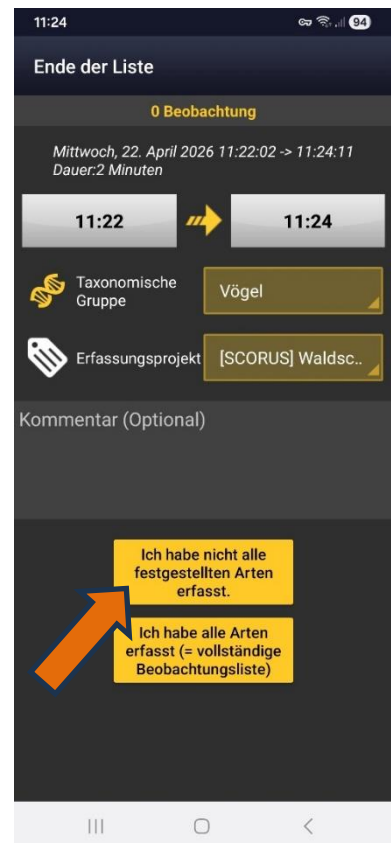 11:24
94
Ende der Liste
0 Beobachtung
Mittwoch, 22. April 2026 11:22:02 -> 11:24:11
Dauer:2 Minuten
11:22
11:24
Taxonomische
Gruppe
Vögel
Erfassungsprojekt
[SCORUS] Waldsc..
Kommentar (Optional)
Ich habe nicht alle
festgestellten Arten
erfasst.
Ich habe alle Arten
erfasst (= vollständige
Beobachtungsliste)